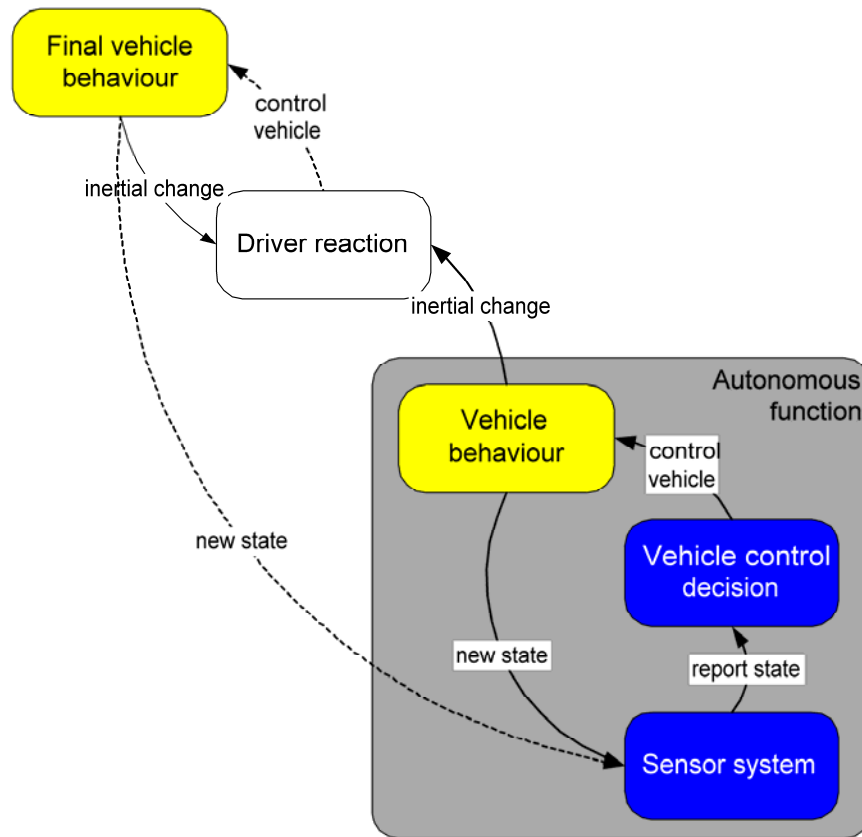 Final vehicle
behaviour
control
vehicle
inertial change
Driver reaction
inertial change
Autonomous
function
Vehicle
behaviour
control
vehicle
new state
Vehicle control
decision
new state
report state
Sensor system